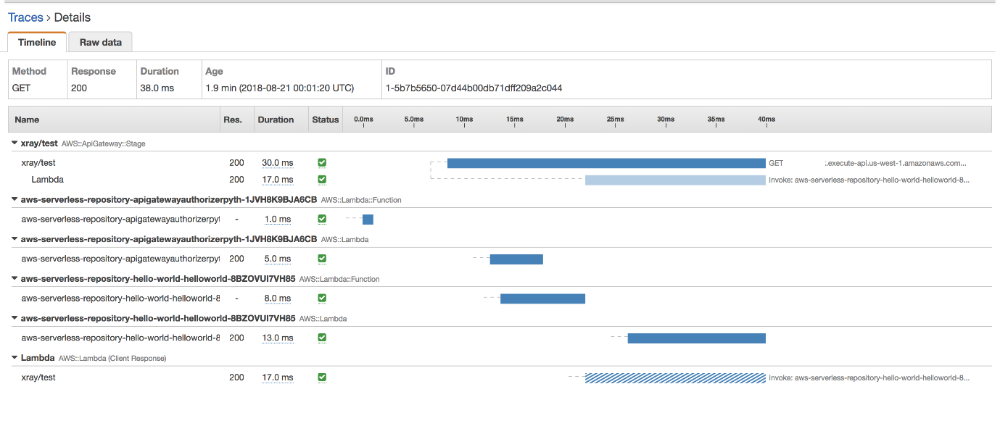 Traces > Details
Timeline Raw data
Method Response Duration Age ID
GET 200 38.0 ms 1.9 min (2018-08-21 00:01:20 UTC) 1-5b7b5650-07d44b00db71dff209a2c044
Name Res. Duration Status 0.0ms 5.0ms 10ms 15ms 20ms 25ms 30ms 35ms 40ms
xray/test AWS::ApiGateway::Stage
xray/test 200 30.0 ms GET :.execute-api.us-west-1.amazonaws.com...
Lambda 200 17.0 ms Invoke: aws-serverless-repository-hello-world-helloworld-8...
aws-serverless-repository-apigatewayauthorizerpyth-1JVH8K9BJA6CB AWS::Lambda::Function
aws-serverless-repository-apigatewayauthorizerpyt - 1.0 ms
aws-serverless-repository-apigatewayauthorizerpyth-1JVH8K9BJA6CB AWS::Lambda
aws-serverless-repository-apigatewayauthorizerpyt 200 5.0 ms
aws-serverless-repository-hello-world-helloworld-8BZOVUI7VH85 AWS::Lambda::Function
aws-serverless-repository-hello-world-helloworld-8 - 8.0 ms
aws-serverless-repository-hello-world-helloworld-8BZOVUI7VH85 AWS::Lambda
aws-serverless-repository-hello-world-helloworld-8 200 13.0 ms
Lambda AWS::Lambda (Client Response)
xray/test 200 17.0 ms Invoke: aws-serverless-repository-hello-world-helloworld-8...